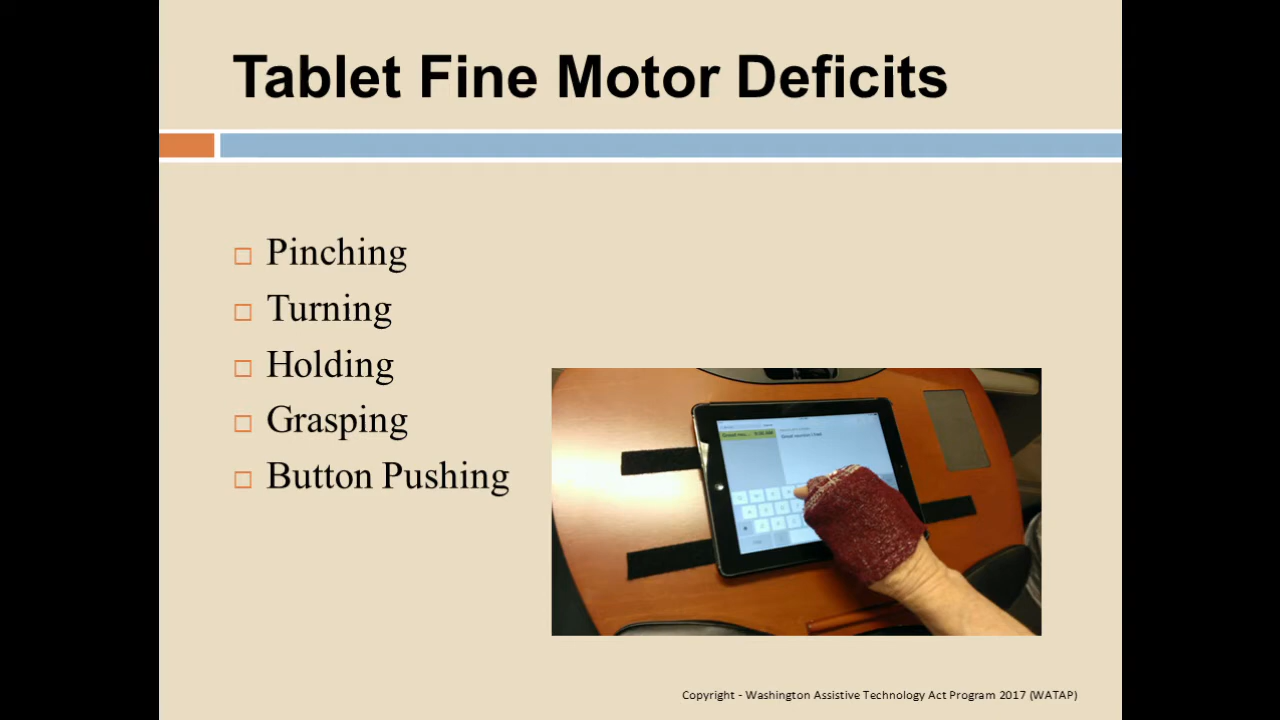 Tablet Fine Motor Deficits
Pinching
Turning
Holding
Grasping
Button Pushing
Copyright - Washington Assistive Technology Act Program 2017 (WATAP)